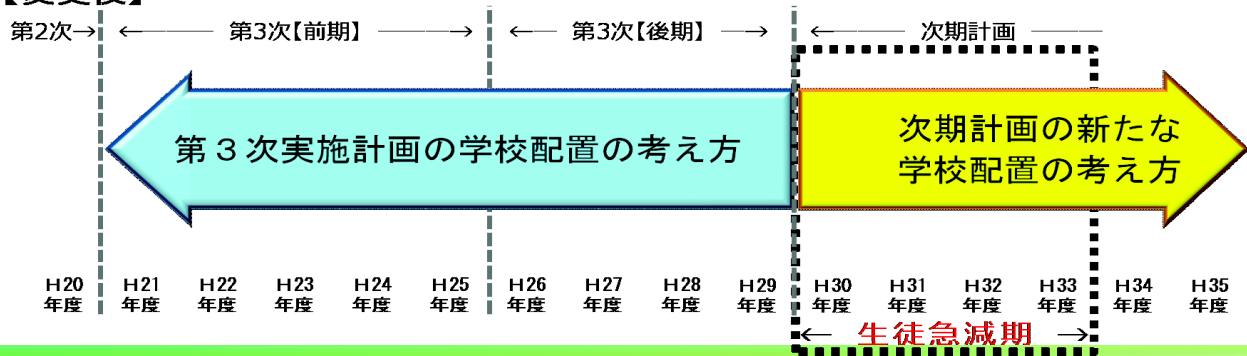 第2次→ ←―― 第3次【前期】 ――→ ←― 第3次【後期】 ―→ ←―― 次期計画 ――
第3次実施計画の学校配置の考え方
次期計画の新たな
学校配置の考え方
H20 H21 H22 H23 H24 H25 H26 H27 H28 H29 H30 H31 H32 H33 H34 H35
年度 年度 年度 年度 年度 年度 年度 年度 年度 年度 年度 年度 年度 年度 年度 年度
← 生徒急減期 →